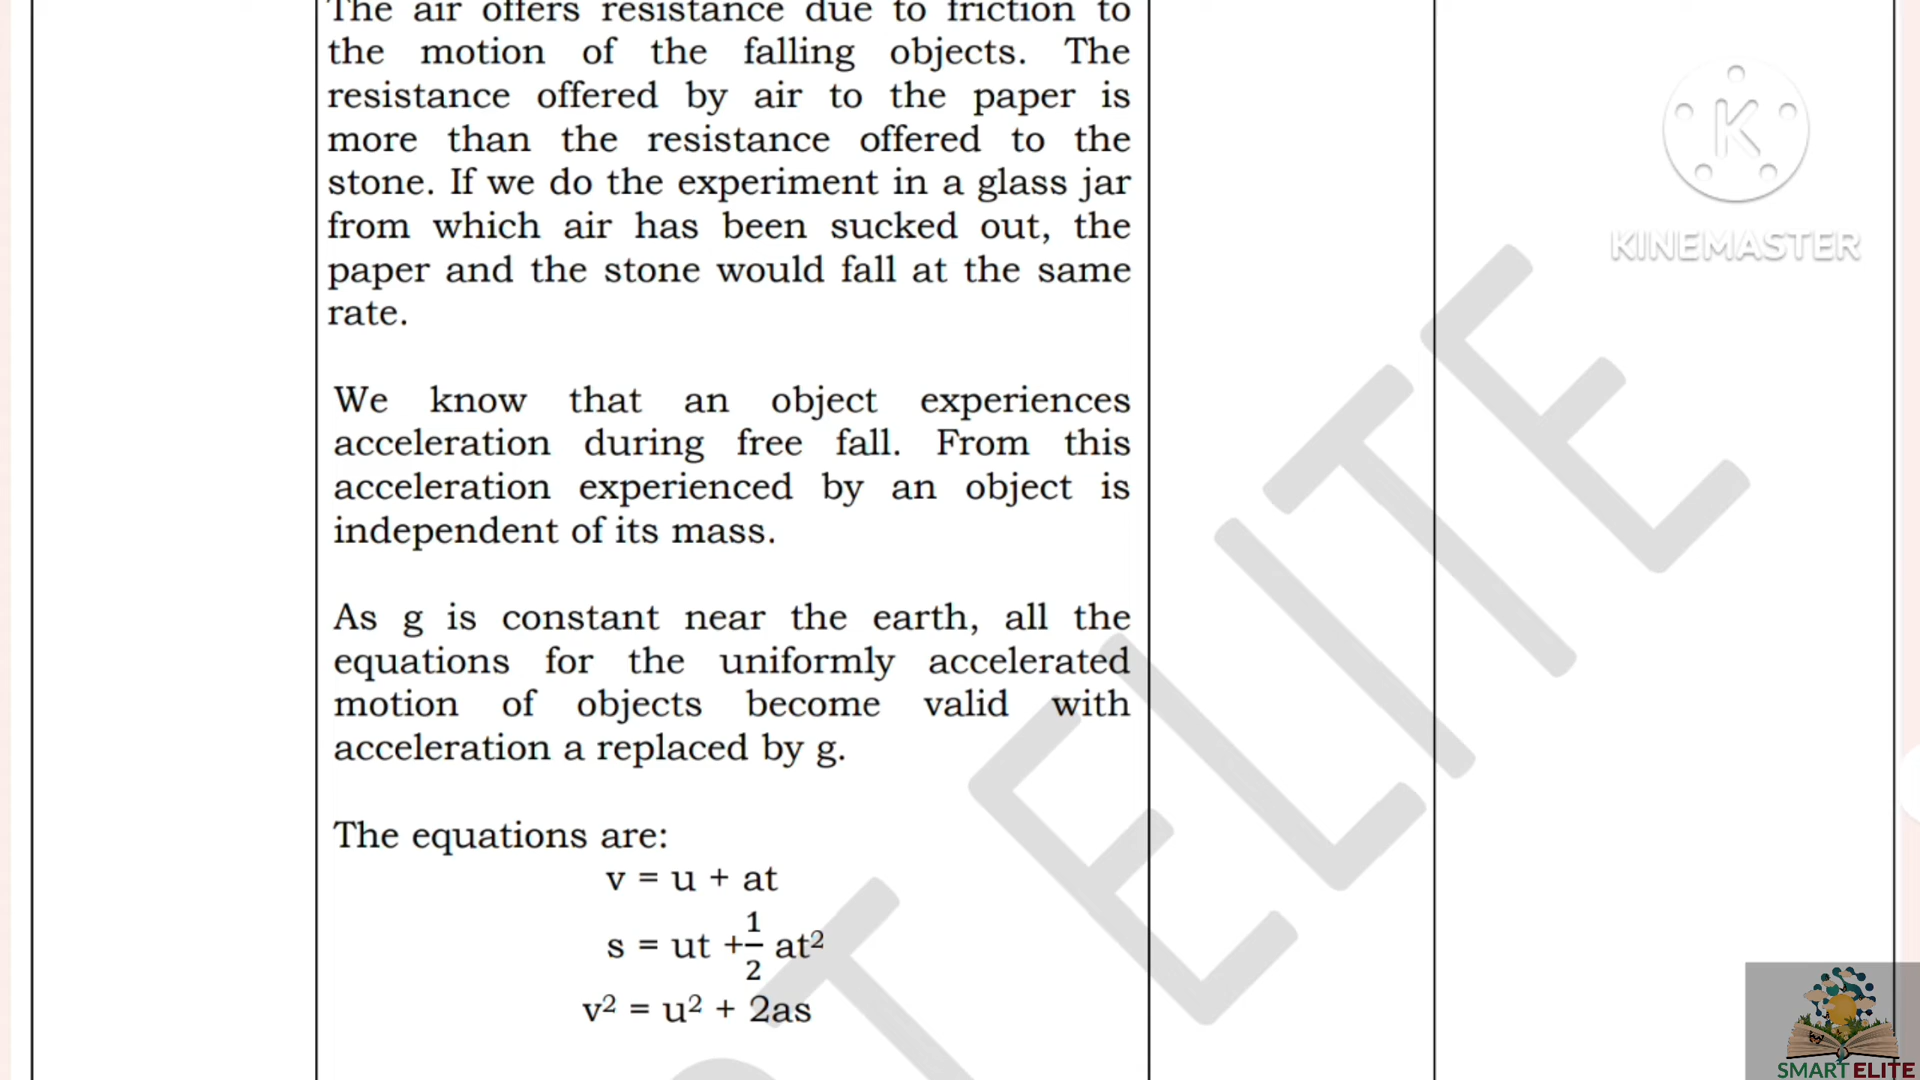 The air offers resistance due to friction to
the motion of the falling objects. The
resistance offered by air to the paper is
more than the resistance offered to the
stone. If we do the experiment in a glass jar
from which air has been sucked out, the
paper and the stone would fall at the same
rate.
We know that an object experiences
acceleration during free fall. From this
acceleration experienced by an object is
independent of its mass.
As g is constant near the earth, all the
equations for the uniformly accelerated
motion of objects become valid with
acceleration a replaced by g.
The equations are:
v = u + at
s = ut + 1/2 at²
v² = u² + 2as
K
KINEMASTER
T ELITE
SMART ELITE